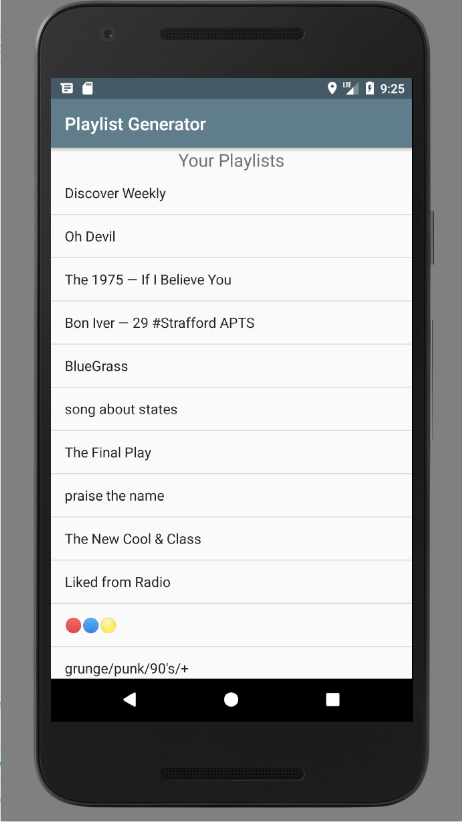 LTE 9:25
Playlist Generator
Your Playlists
Discover Weekly
Oh Devil
The 1975 — If I Believe You
Bon Iver — 29 #Strafford APTS
BlueGrass
song about states
The Final Play
praise the name
The New Cool & Class
Liked from Radio
🔴🔵🟡
grunge/punk/90's/+